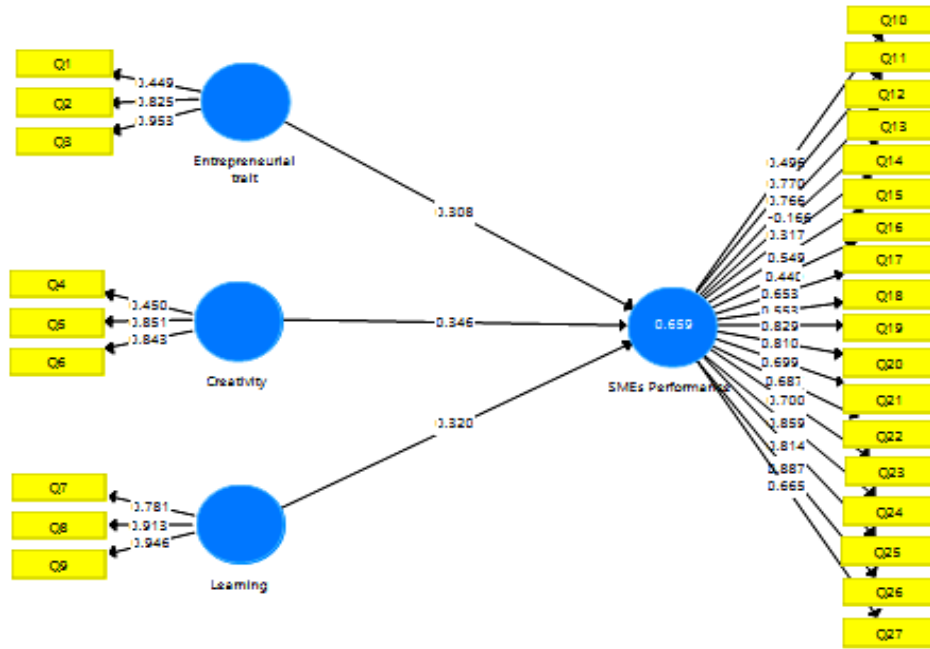 Q1
Q2
Q3
0.449
0.825
0.953
Entrepreneurial
trait
Q4
Q5
Q6
0.450
0.851
0.843
Creativity
Q7
Q8
Q9
0.781
0.913
0.946
Learning
0.308
0.346
0.320
0.659
SMEs Performance
0.496
0.770
0.766
-0.166
0.317
0.549
0.440
0.653
0.553
0.829
0.810
0.699
0.687
0.700
0.859
0.814
0.887
0.665
Q10
Q11
Q12
Q13
Q14
Q15
Q16
Q17
Q18
Q19
Q20
Q21
Q22
Q23
Q24
Q25
Q26
Q27